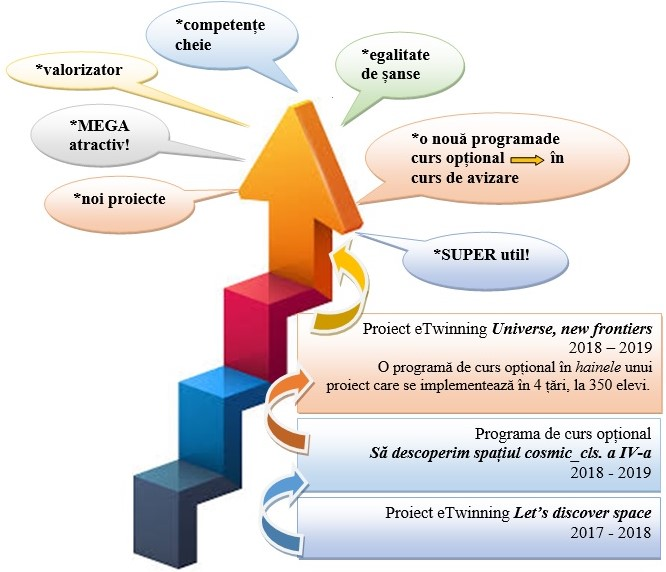 *competențe
cheie
*egalitate
de șanse
*valorizator
*MEGA
atractiv!
*o nouă programade
curs opțional în
curs de avizare
*noi proiecte
*SUPER util!
Proiect eTwinning Universe, new frontiers
2018 – 2019
O programă de curs opțional în hainele unui
proiect care se implementează în 4 țări, la 350 elevi.
Programa de curs opțional
Să descoperim spațiul cosmic_cls. a IV-a
2018 - 2019
Proiect eTwinning Let's discover space
2017 - 2018